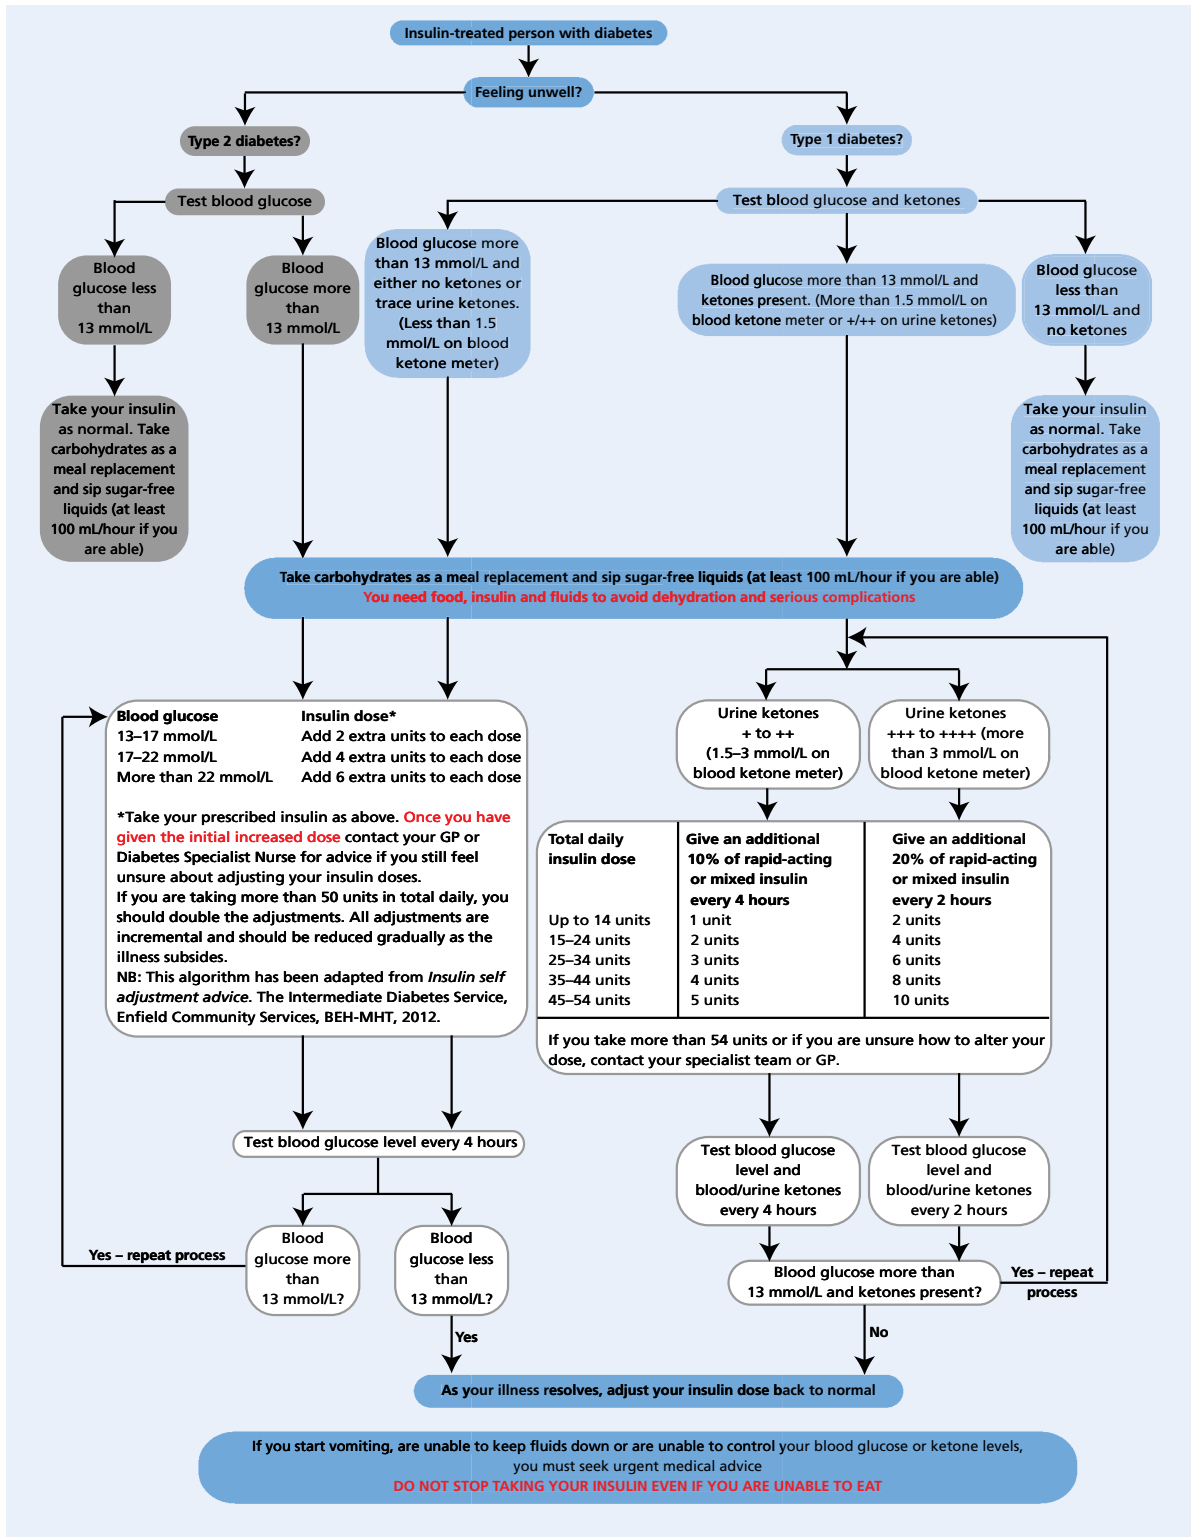 Insulin-treated person with diabetes
Feeling unwell?
Type 2 diabetes?
Type 1 diabetes?
Test blood glucose
Test blood glucose and ketones
Blood
glucose less
than
13 mmol/L
Blood
glucose more
than
13 mmol/L
Blood glucose more
than 13 mmol/L and
either no ketones or
trace urine ketones.
(Less than 1.5
mmol/L on blood
ketone meter)
Blood glucose more than 13 mmol/L and
ketones present. (More than 1.5 mmol/L on
blood ketone meter or +/++ on urine ketones)
Blood glucose
less than
13 mmol/L and
no ketones
Take your insulin
as normal. Take
carbohydrates as a
meal replacement
and sip sugar-free
liquids (at least
100 mL/hour if you
are able)
Take your insulin
as normal. Take
carbohydrates as a
meal replacement
and sip sugar-free
liquids (at least
100 mL/hour if you
are able)
Take carbohydrates as a meal replacement and sip sugar-free liquids (at least 100 mL/hour if you are able)
You need food, insulin and fluids to avoid dehydration and serious complications
Blood glucose Insulin dose*
13–17 mmol/L Add 2 extra units to each dose
17–22 mmol/L Add 4 extra units to each dose
More than 22 mmol/L Add 6 extra units to each dose
*Take your prescribed insulin as above. Once you have
given the initial increased dose contact your GP or
Diabetes Specialist Nurse for advice if you still feel
unsure about adjusting your insulin doses.
If you are taking more than 50 units in total daily, you
should double the adjustments. All adjustments are
incremental and should be reduced gradually as the
illness subsides.
NB: This algorithm has been adapted from Insulin self
adjustment advice. The Intermediate Diabetes Service,
Enfield Community Services, BEH-MHT, 2012.
Urine ketones
+ to ++
(1.5–3 mmol/L on
blood ketone meter)
Urine ketones
+++ to ++++ (more
than 3 mmol/L on
blood ketone meter)
Total daily
insulin dose
Give an additional
10% of rapid-acting
or mixed insulin
every 4 hours
Give an additional
20% of rapid-acting
or mixed insulin
every 2 hours
Up to 14 units 1 unit 2 units
15–24 units 2 units 4 units
25–34 units 3 units 6 units
35–44 units 4 units 8 units
45–54 units 5 units 10 units
If you take more than 54 units or if you are unsure how to alter your
dose, contact your specialist team or GP.
Test blood glucose level every 4 hours
Test blood glucose
level and
blood/urine ketones
every 4 hours
Test blood glucose
level and
blood/urine ketones
every 2 hours
Yes – repeat process
Blood
glucose more
than
13 mmol/L?
Blood
glucose less
than
13 mmol/L?
Blood glucose more than
13 mmol/L and ketones present?
Yes – repeat
process
Yes
No
As your illness resolves, adjust your insulin dose back to normal
If you start vomiting, are unable to keep fluids down or are unable to control your blood glucose or ketone levels,
you must seek urgent medical advice
DO NOT STOP TAKING YOUR INSULIN EVEN IF YOU ARE UNABLE TO EAT